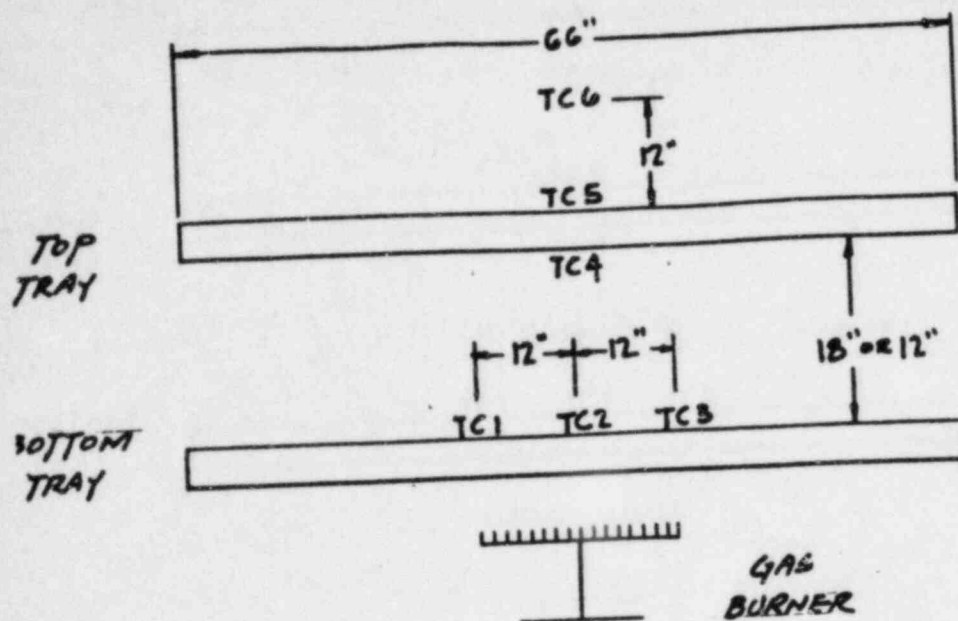 66"
TC6
12"
TC5
TOP
TRAY
TC4
18" OR 12"
12" 12"
TC1 TC2 TC3
BOTTOM
TRAY
GAS
BURNER